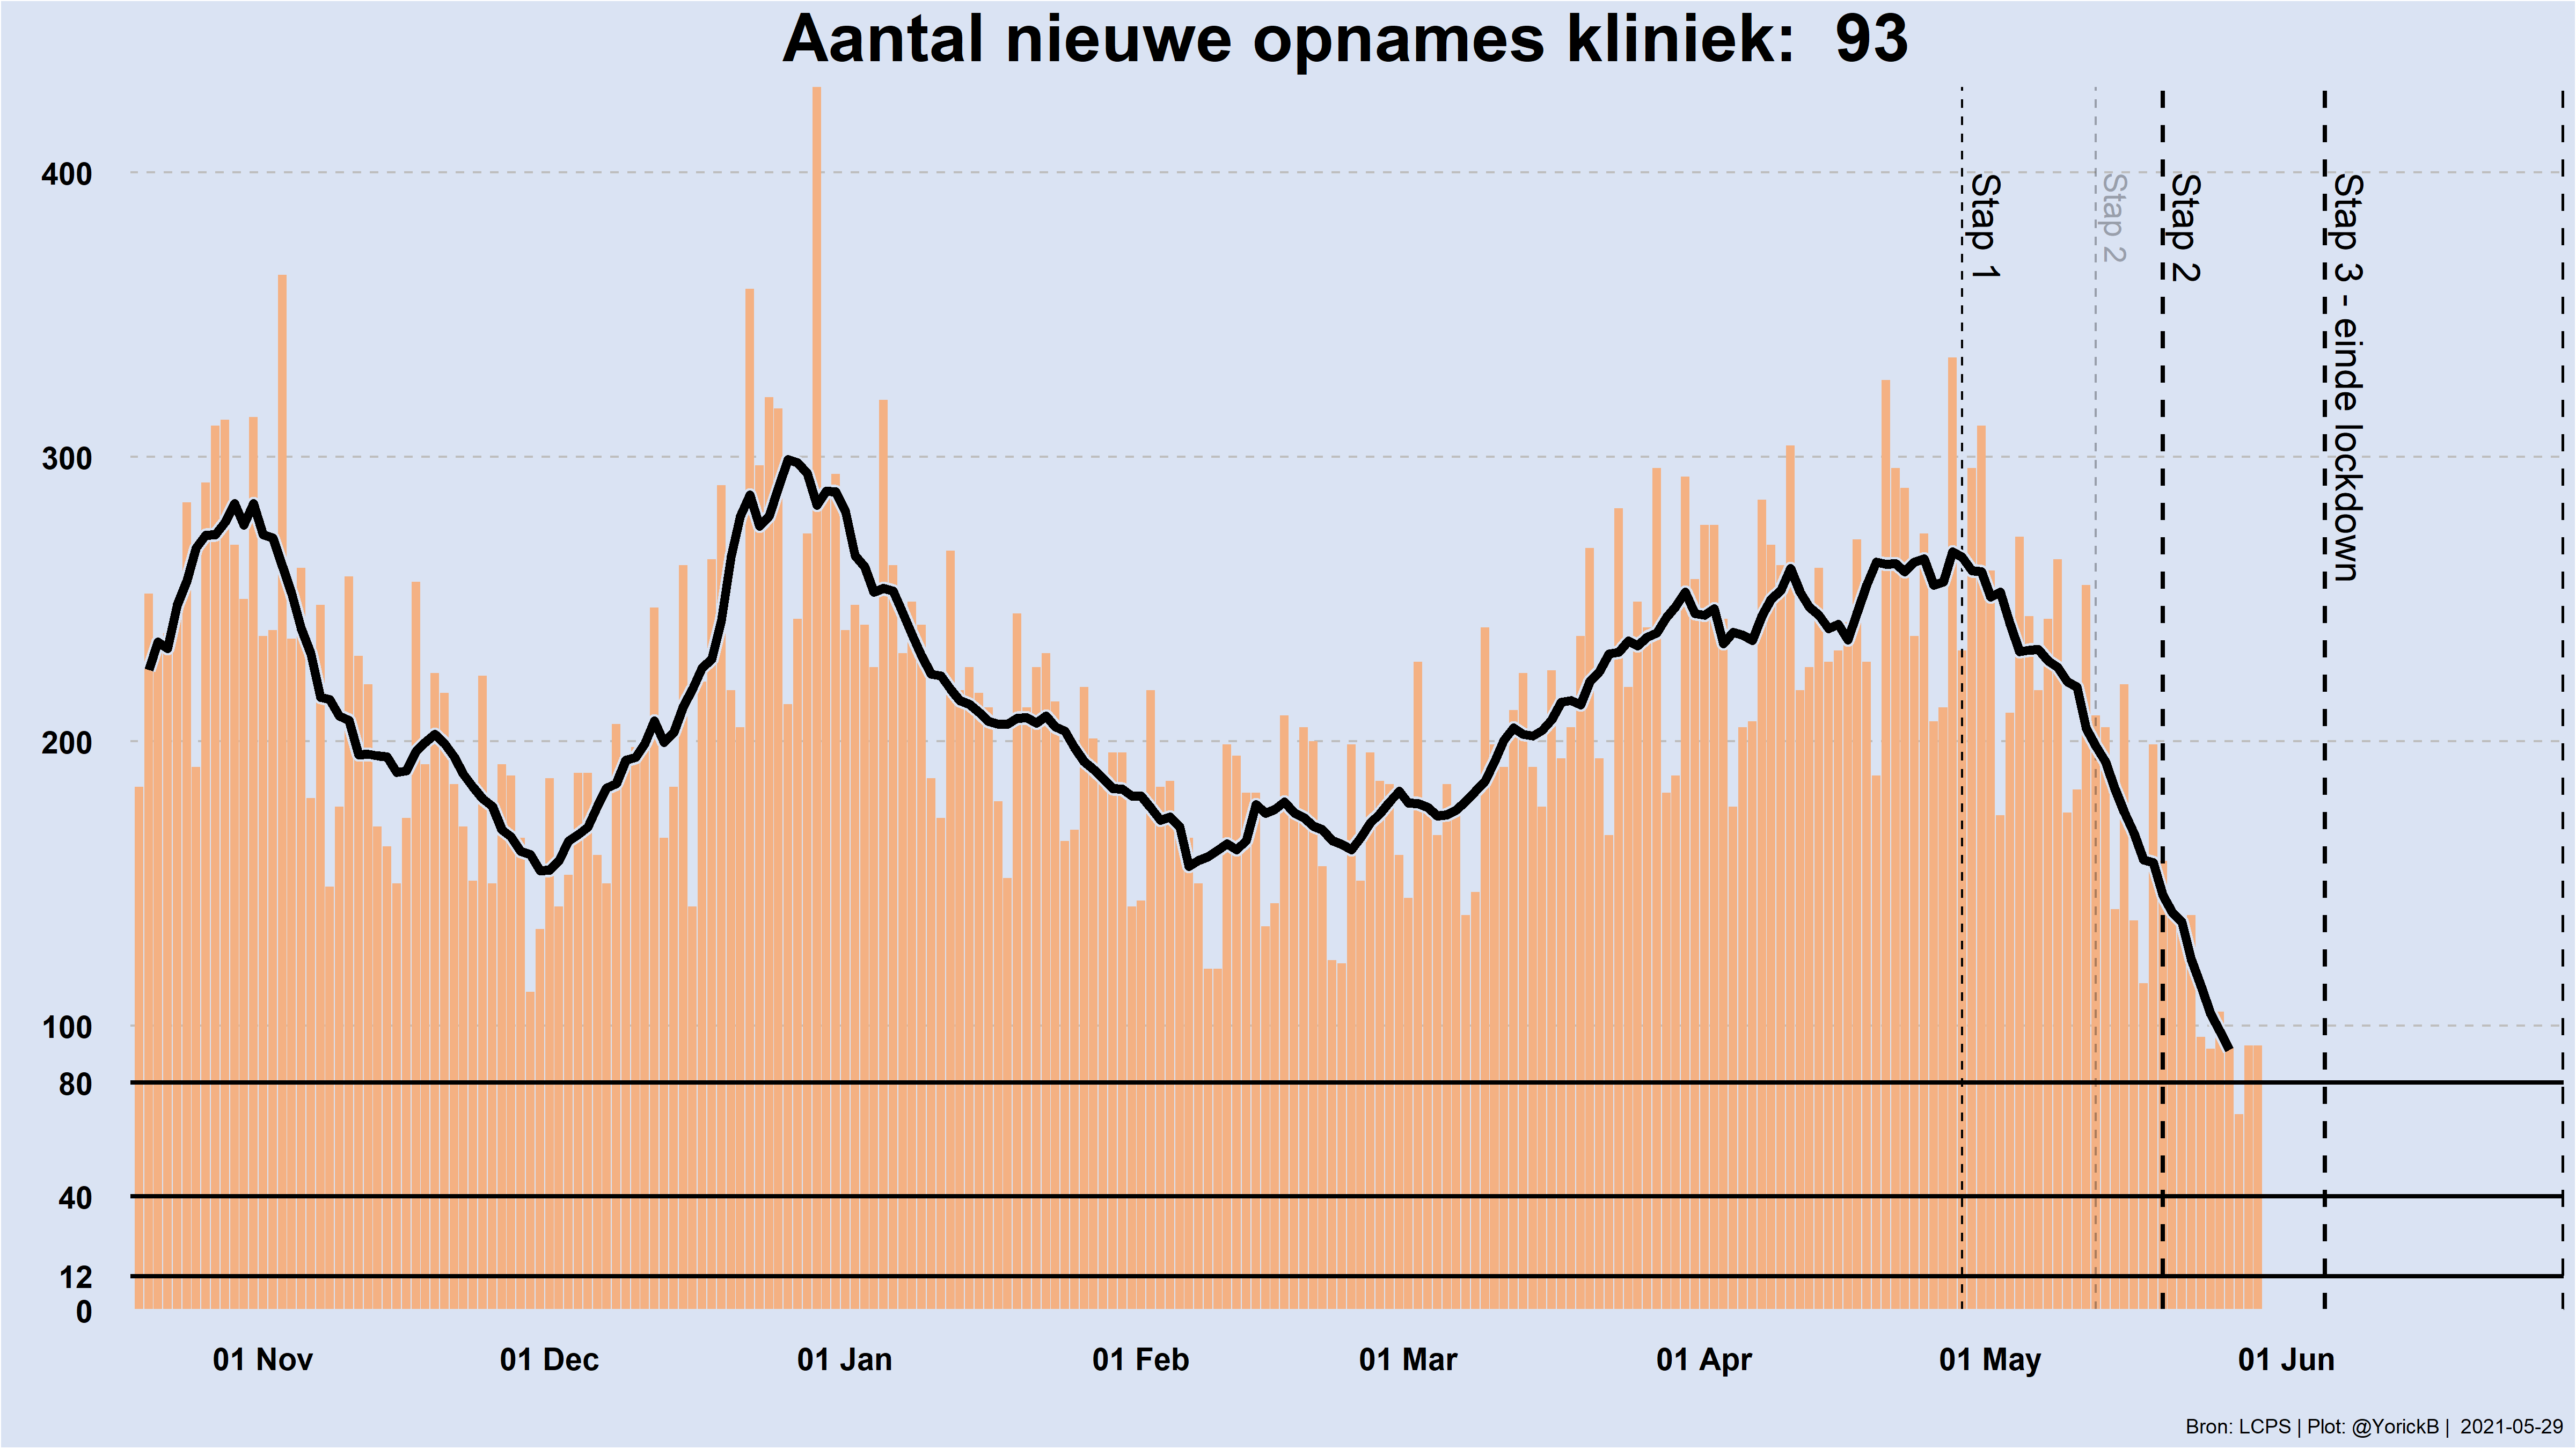 Aantal nieuwe opnames kliniek:  93
400
300
200
100
80
40
12
0
Stap 1
Stap 2
Stap 2
Stap 3 - einde lockdown
01 Nov
01 Dec
01 Jan
01 Feb
01 Mar
01 Apr
01 May
01 Jun
Bron: LCPS | Plot: @YorickB |  2021-05-29